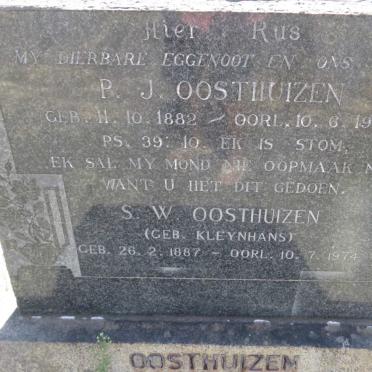 Hier Rus
MY DIERBARE EGGENOOT EN ONS
P. J. OOSTHUIZEN
GEB. 11. 10. 1882 — OORL. 10. 6. 19
PS. 39: 10. EK IS STOM,
EK SAL MY MOND NIE OOPMAAK N
WANT U HET DIT GEDOEN.
S. W. OOSTHUIZEN
(GEB. KLEYNHANS)
GEB. 26. 2. 1887 — OORL. 10. 7. 1974
OOSTHUIZEN